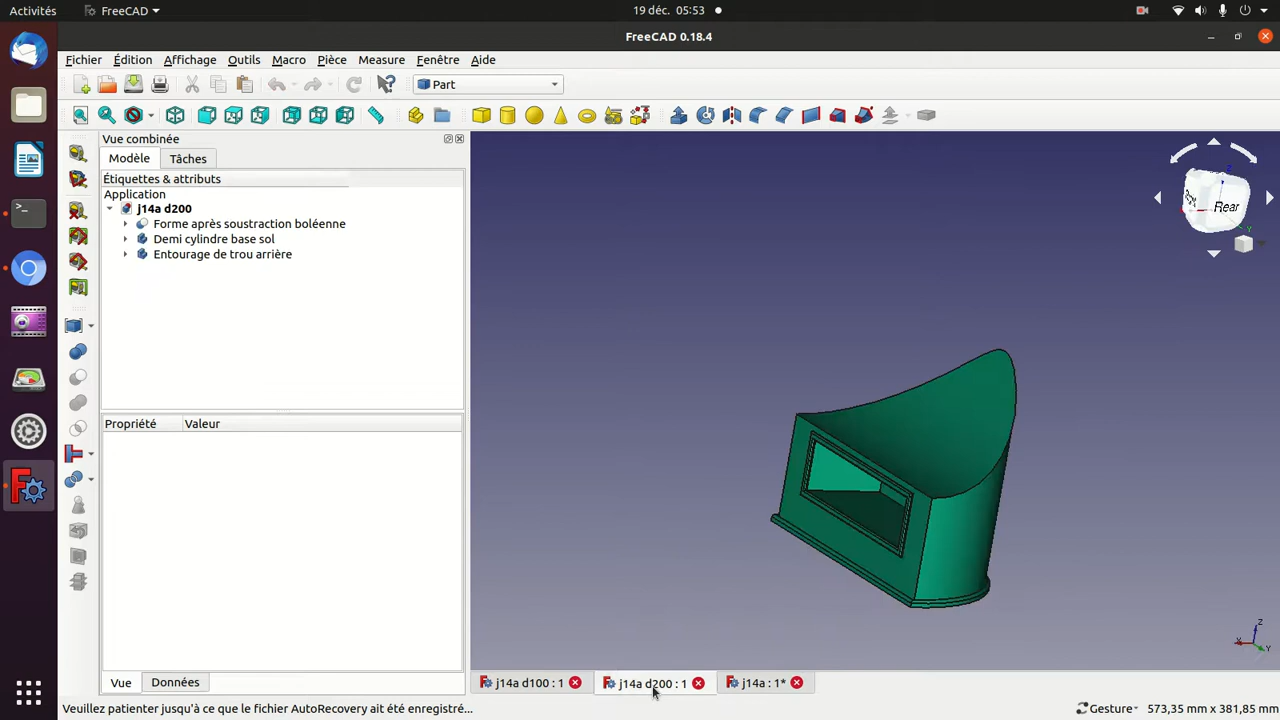 Activités
FreeCAD
19 déc. 05:53
FreeCAD 0.18.4
Fichier Édition Affichage Outils Macro Pièce Mesure Fenêtre Aide
Part
Vue combinée
Modèle Tâches
Étiquettes & attributs
Application
j14a d200
Forme après soustraction boléenne
Demi cylindre base sol
Entourage de trou arrière
Propriété Valeur
Vue Données
Rear
Z
X
Y
j14a d100 : 1
j14a d200 : 1
j14a : 1*
Veuillez patienter jusqu'à ce que le fichier AutoRecovery ait été enregistré...
Gesture
573,35 mm x 381,85 mm